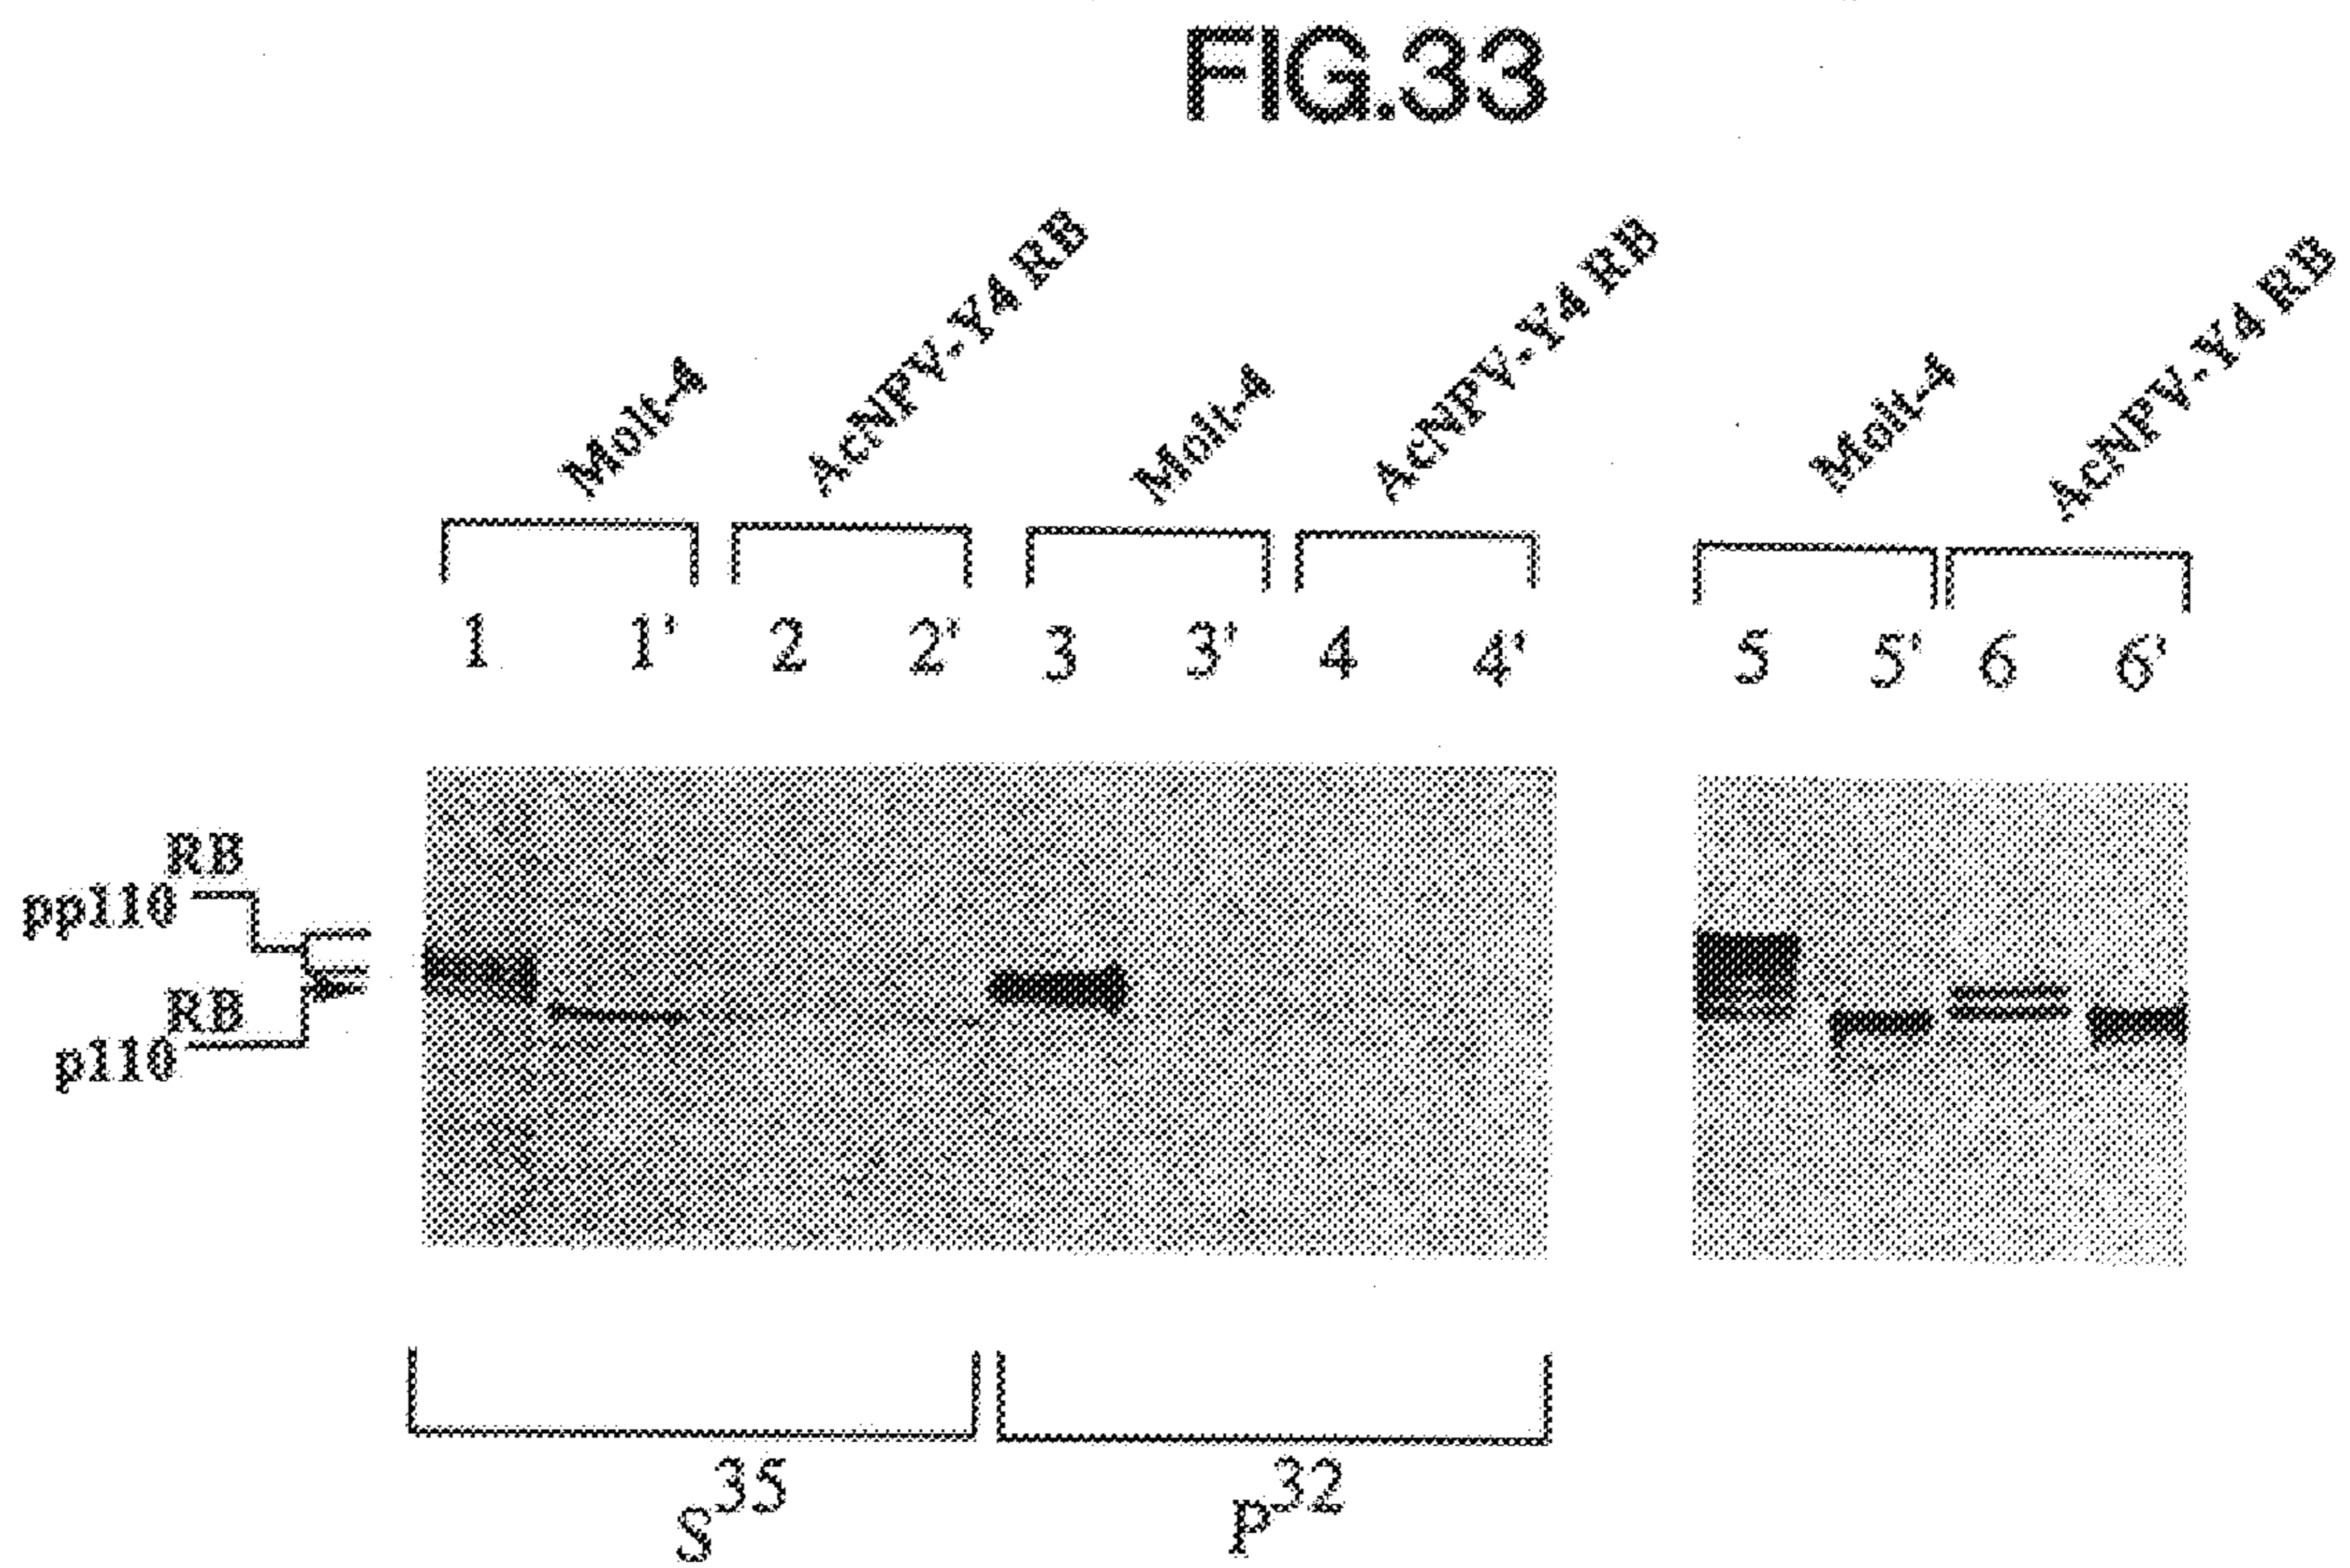 FIG.33
Molt-4
AcNPV-Y4 RB
Molt-4
AcNPV-Y4 RB
Molt-4
AcNPV-Y4 RB
1 1' 2 2' 3 3' 4 4' 5 5' 6 6'
pp110 RB
p110 RB
S35
P32